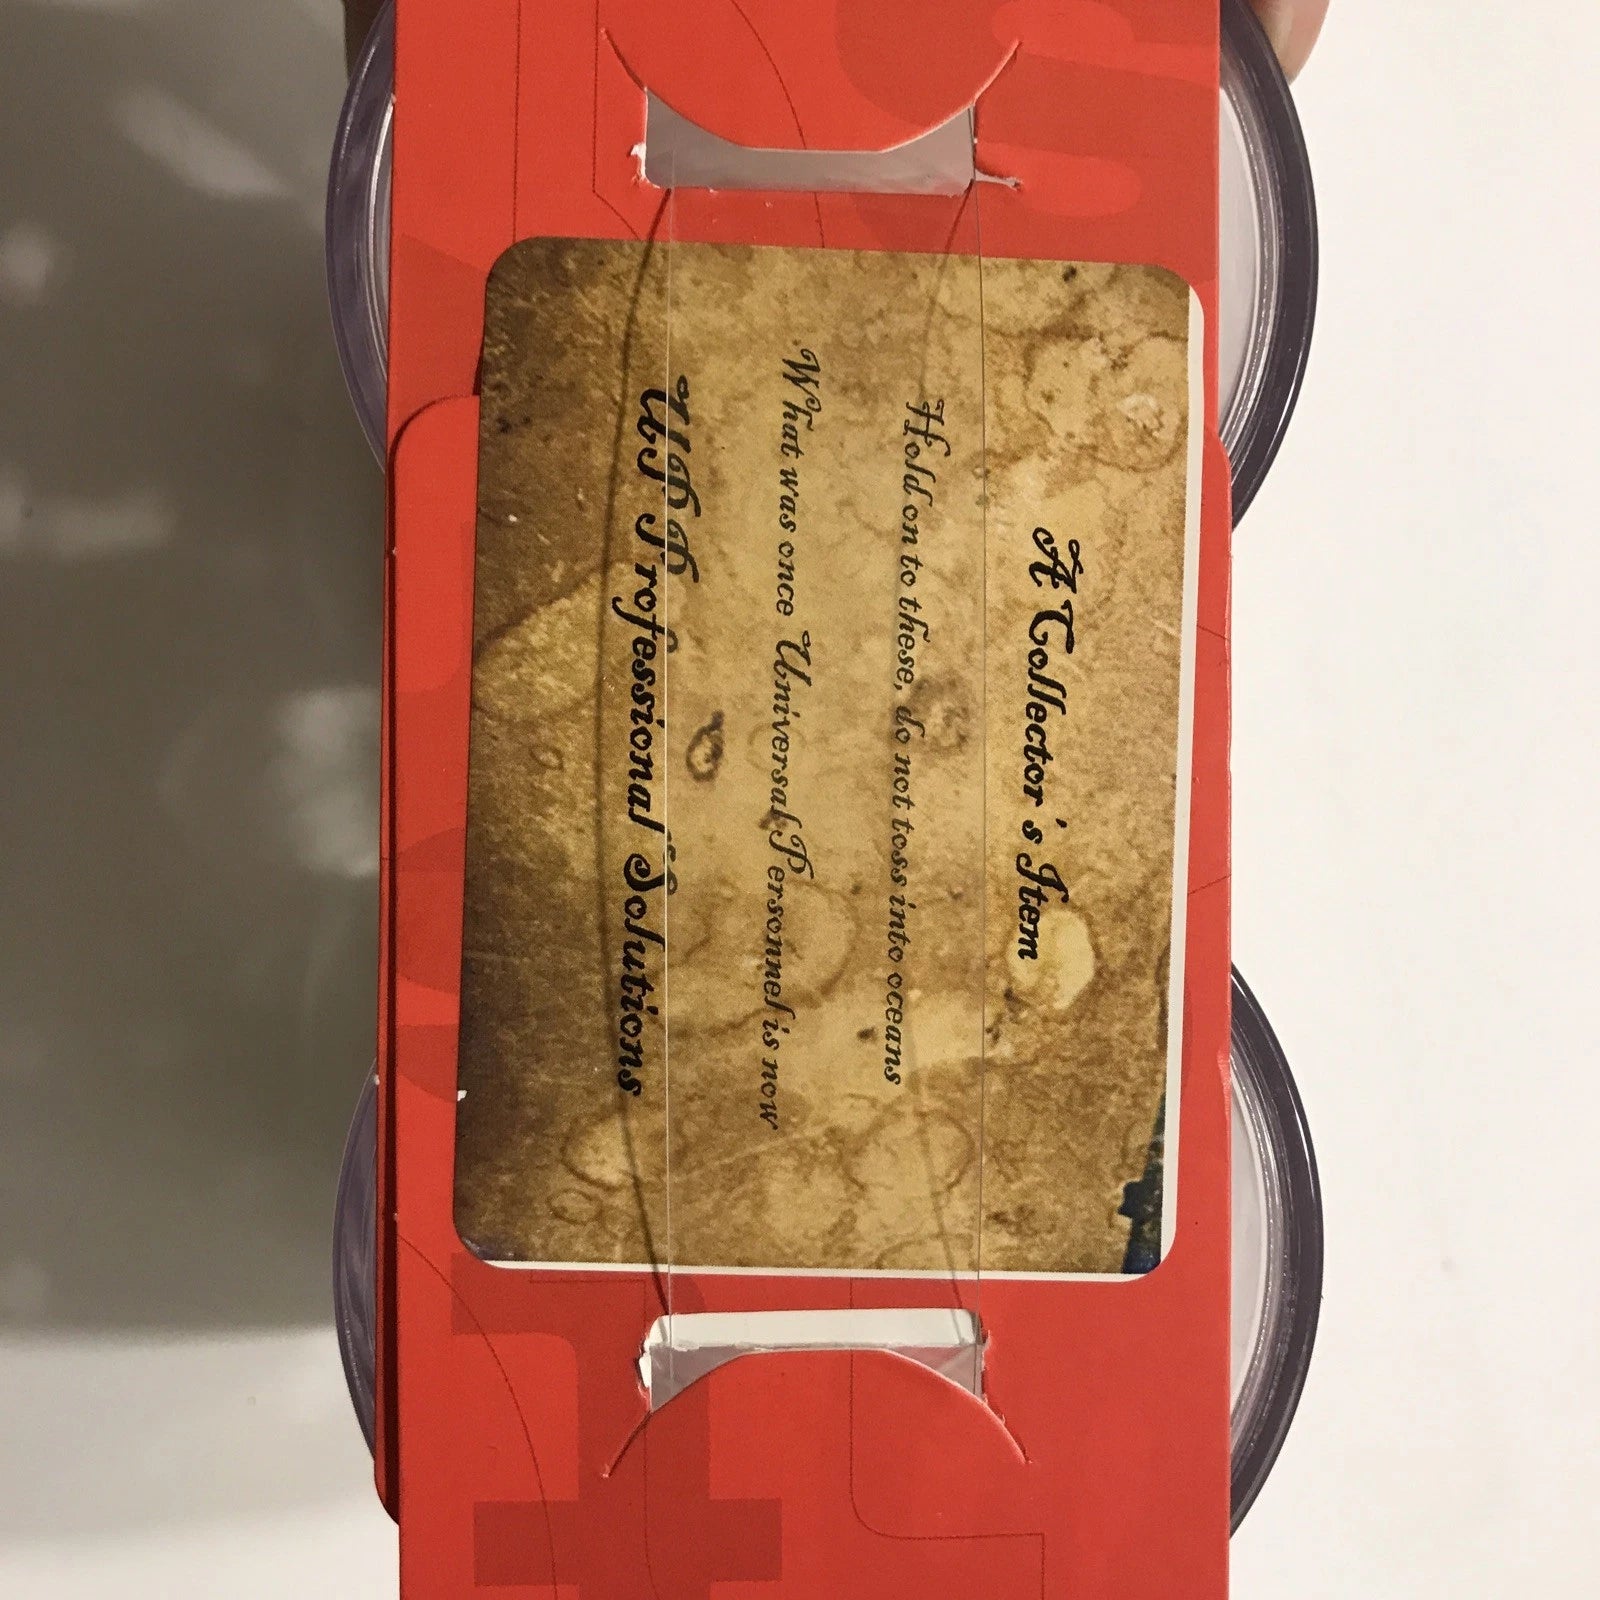 A Collector's Item
Hold on to these, do not toss into oceans
What was once Universal Personnel is now
UP Professional Solutions